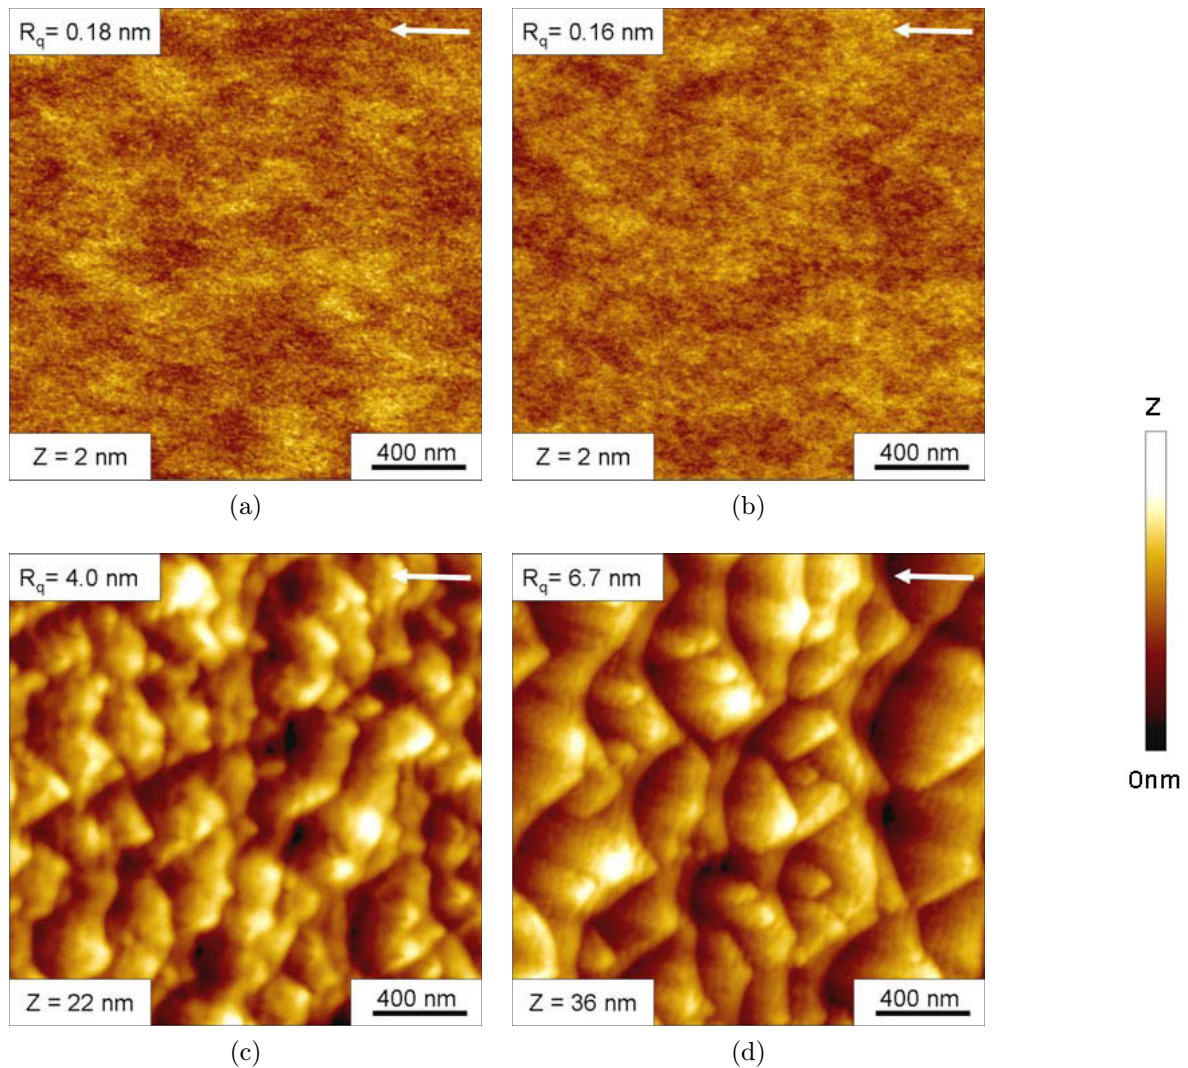 Rq= 0.18 nm
Rq= 0.16 nm
Z = 2 nm
400 nm
Z = 2 nm
400 nm
(a)
(b)
Z
0nm
Rq= 4.0 nm
Rq= 6.7 nm
Z = 22 nm
400 nm
Z = 36 nm
400 nm
(c)
(d)